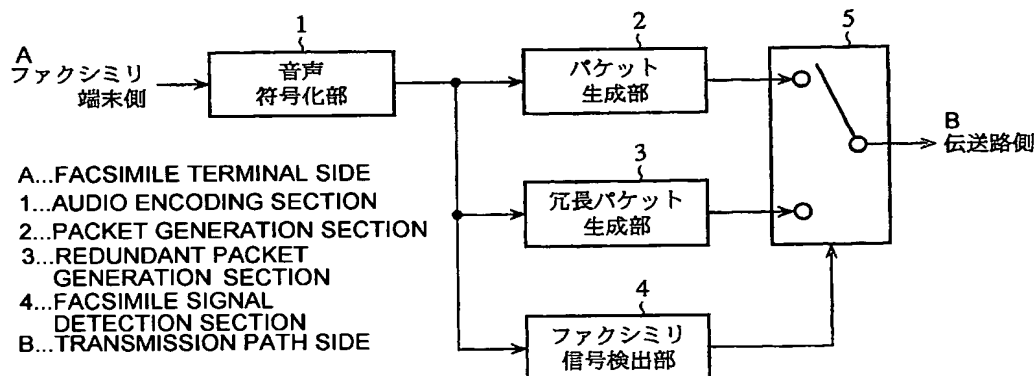 1
2
5
A
ファクシミリ
端末側
音声
符号化部
パケット
生成部
B
伝送路側
3
冗長パケット
生成部
4
ファクシミリ
信号検出部
A...FACSIMILE TERMINAL SIDE
1...AUDIO ENCODING SECTION
2...PACKET GENERATION SECTION
3...REDUNDANT PACKET
GENERATION SECTION
4...FACSIMILE SIGNAL
DETECTION SECTION
B...TRANSMISSION PATH SIDE